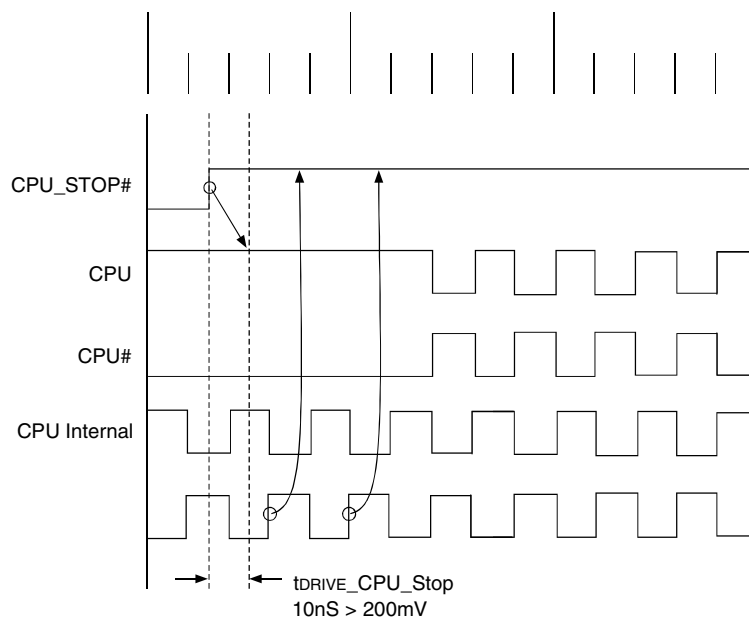 CPU_STOP#
CPU
CPU#
CPU Internal
tDRIVE_CPU_Stop
10nS > 200mV